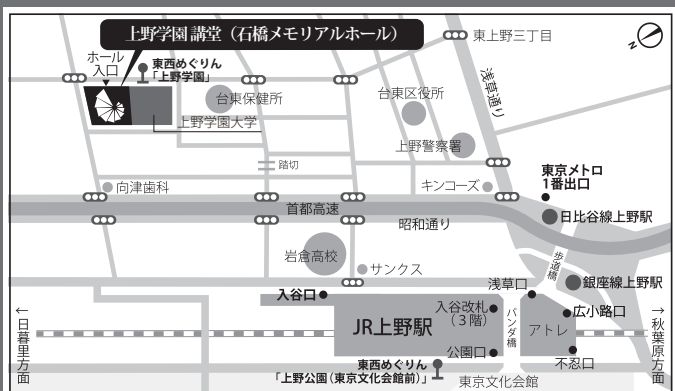 上野学園 講堂（石橋メモリアルホール）
ホール
入口
東西めぐりん
「上野学園」
台東保健所
上野学園大学
台東区役所
上野警察署
東上野三丁目
浅草通り
N
踏切
向津歯科
キンコーズ
東京メトロ
1番出口
日比谷線上野駅
首都高速
昭和通り
岩倉高校
サンクス
歩道橋
銀座線上野駅
入谷口
浅草口
入谷改札
（3階）
パンダ橋
アトレ
広小路口
JR上野駅
公園口
不忍口
←日暮里方面
→秋葉原方面
東西めぐりん
「上野公園（東京文化会館前）」
東京文化会館